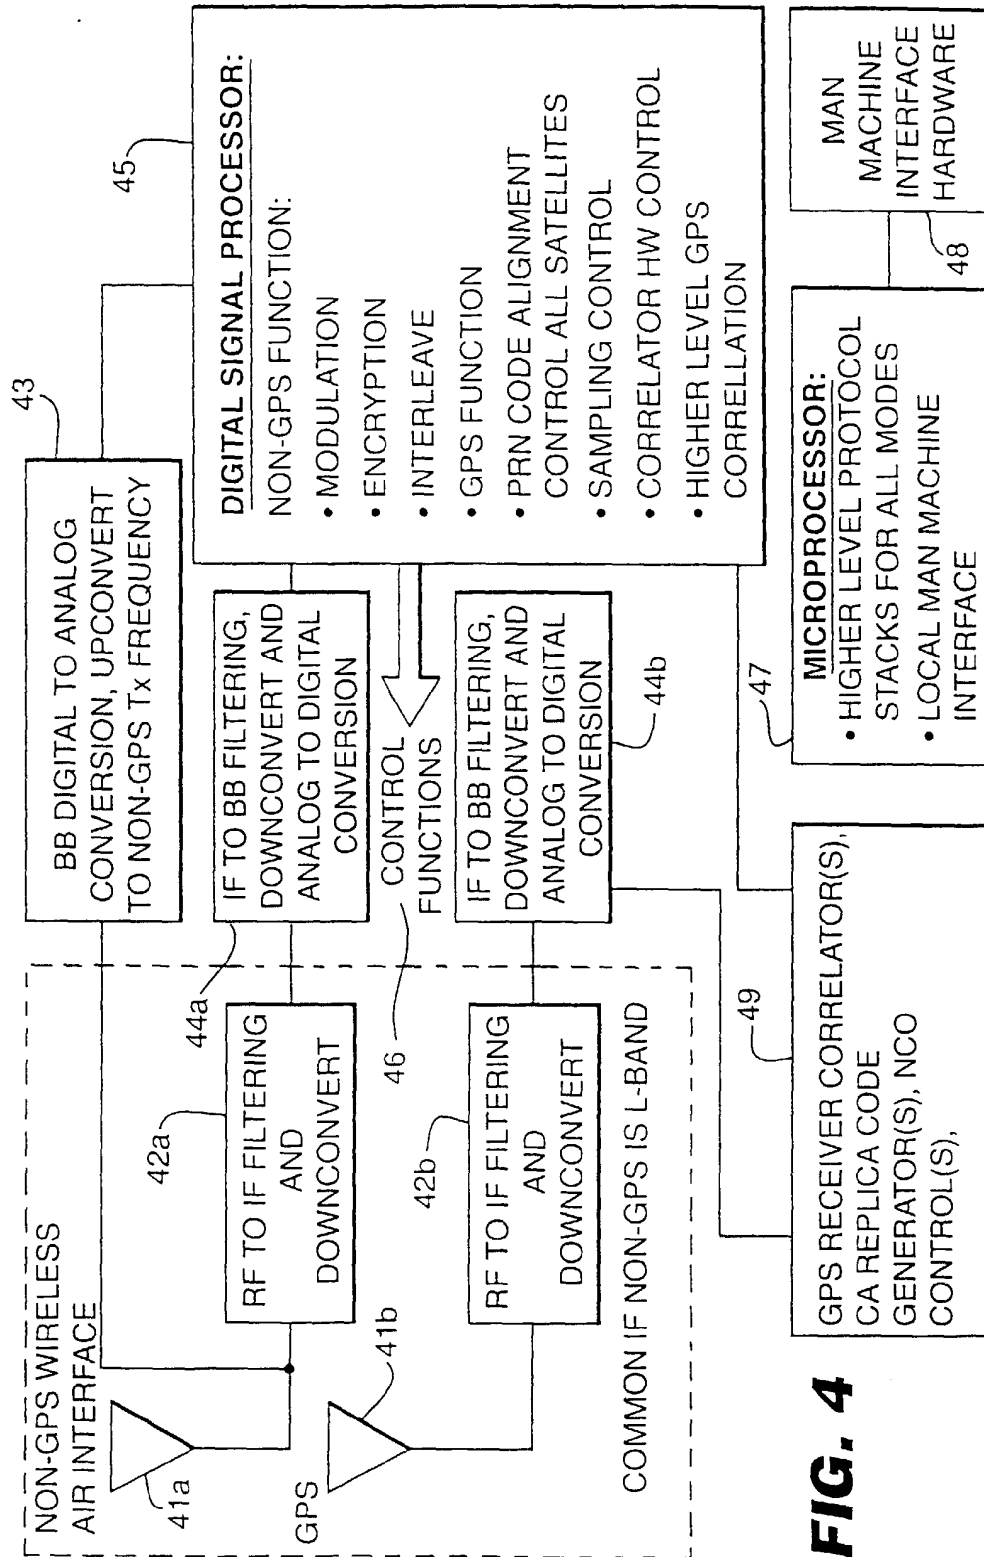 NON-GPS WIRELESS
AIR INTERFACE
41a
GPS
41b
42a
RF TO IF FILTERING
AND
DOWNCONVERT
42b
RF TO IF FILTERING
AND
DOWNCONVERT
COMMON IF NON-GPS IS L-BAND
43
BB DIGITAL TO ANALOG
CONVERSION, UPCONVERT
TO NON-GPS Tx FREQUENCY
44a
IF TO BB FILTERING,
DOWNCONVERT AND
ANALOG TO DIGITAL
CONVERSION
CONTROL
FUNCTIONS
46
IF TO BB FILTERING,
DOWNCONVERT AND
ANALOG TO DIGITAL
CONVERSION
44b
45
DIGITAL SIGNAL PROCESSOR:
NON-GPS FUNCTION:
• MODULATION
• ENCRYPTION
• INTERLEAVE
• GPS FUNCTION
• PRN CODE ALIGNMENT
CONTROL ALL SATELLITES
• SAMPLING CONTROL
• CORRELATOR HW CONTROL
• HIGHER LEVEL GPS
CORRELLATION
49
GPS RECEIVER CORRELATOR(S),
CA REPLICA CODE
GENERATOR(S), NCO
CONTROL(S),
47
MICROPROCESSOR:
• HIGHER LEVEL PROTOCOL
STACKS FOR ALL MODES
• LOCAL MAN MACHINE
INTERFACE
MAN
MACHINE
INTERFACE
HARDWARE
48
FIG. 4